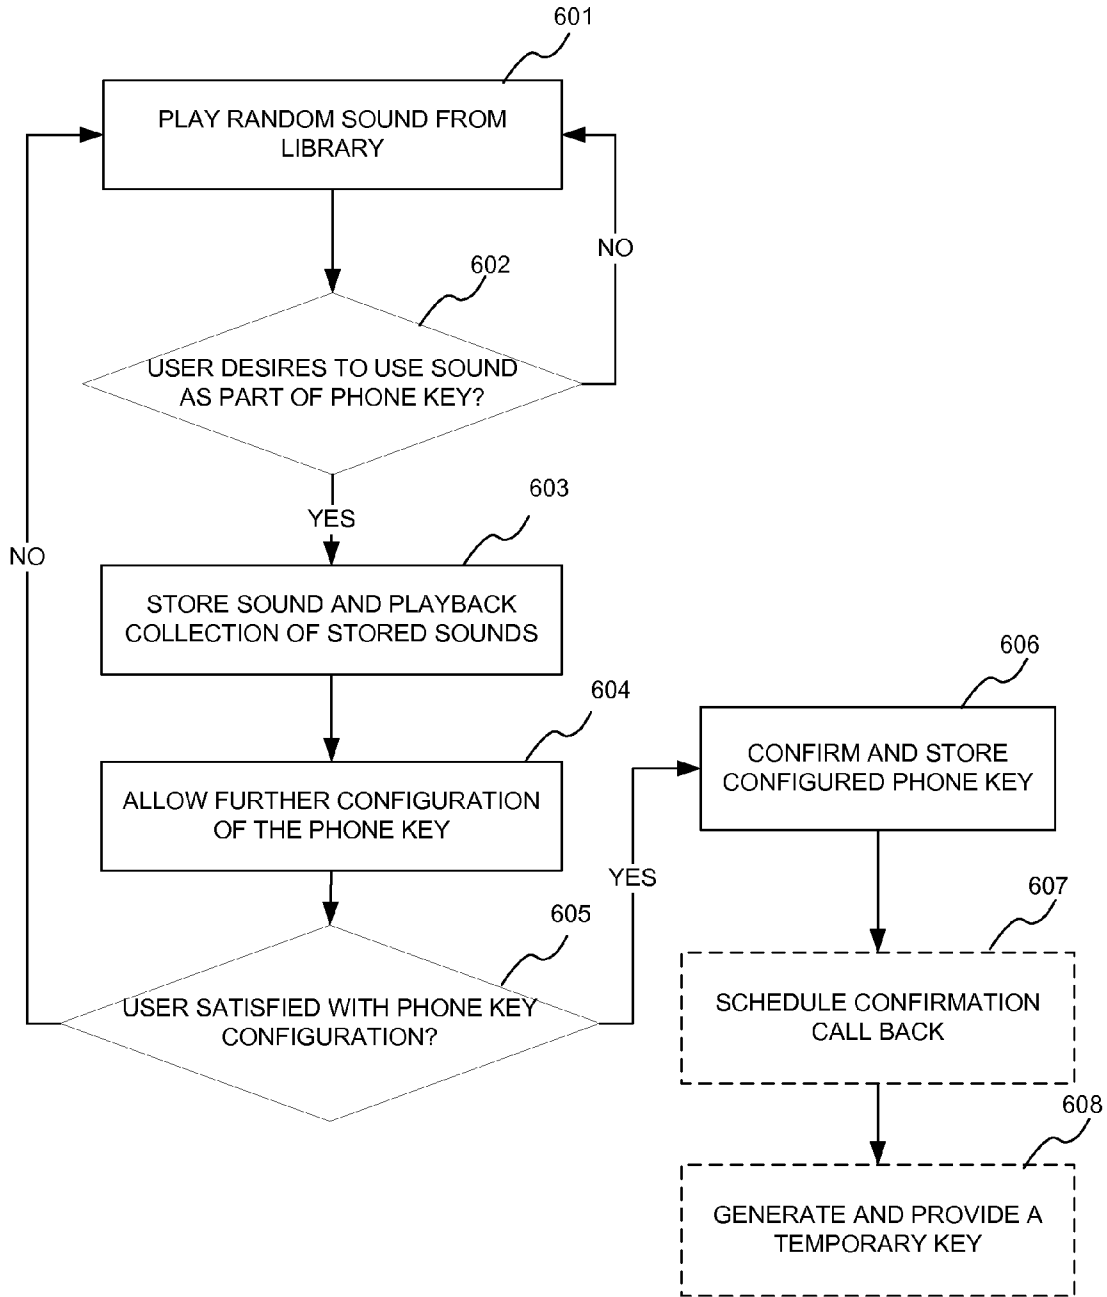 601
PLAY RANDOM SOUND FROM
LIBRARY
NO
602
USER DESIRES TO USE SOUND
AS PART OF PHONE KEY?
603
YES
NO
STORE SOUND AND PLAYBACK
COLLECTION OF STORED SOUNDS
604
ALLOW FURTHER CONFIGURATION
OF THE PHONE KEY
605
USER SATISFIED WITH PHONE KEY
CONFIGURATION?
YES
606
CONFIRM AND STORE
CONFIGURED PHONE KEY
607
SCHEDULE CONFIRMATION
CALL BACK
608
GENERATE AND PROVIDE A
TEMPORARY KEY